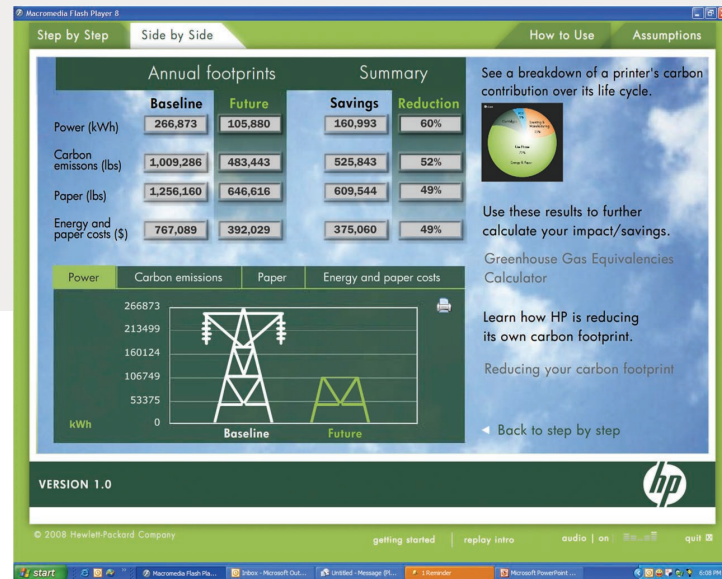 Macromedia Flash Player 8
Step by Step
Side by Side
How to Use
Assumptions
Annual footprints
Summary
Baseline
Future
Savings
Reduction
Power (kWh)
266,873
105,880
160,993
60%
Carbon
emissons (lbs)
1,009,286
483,443
525,843
52%
Paper (lbs)
1,256,160
646,616
609,544
49%
Energy and
paper costs ($)
767,089
392,029
375,060
49%
See a breakdown of a printer's carbon
contribution over its life cycle.
Use these results to further
calculate your impact/savings.
Greenhouse Gas Equivalencies
Calculator
Learn how HP is reducing
its own carbon footprint.
Reducing your carbon footprint
Back to step by step
Power
Carbon emissions
Paper
Energy and paper costs
266873
213499
160124
106749
53375
0
kWh
Baseline
Future
VERSION 1.0
hp
© 2008 Hewlett-Packard Company
getting started
replay intro
audio | on
quit
start
Macromedia Flash Pla...
Inbox - Microsoft Out...
Untitled - Message (Pl...
1 Reminder
Microsoft PowerPoint ...
6:08 PM